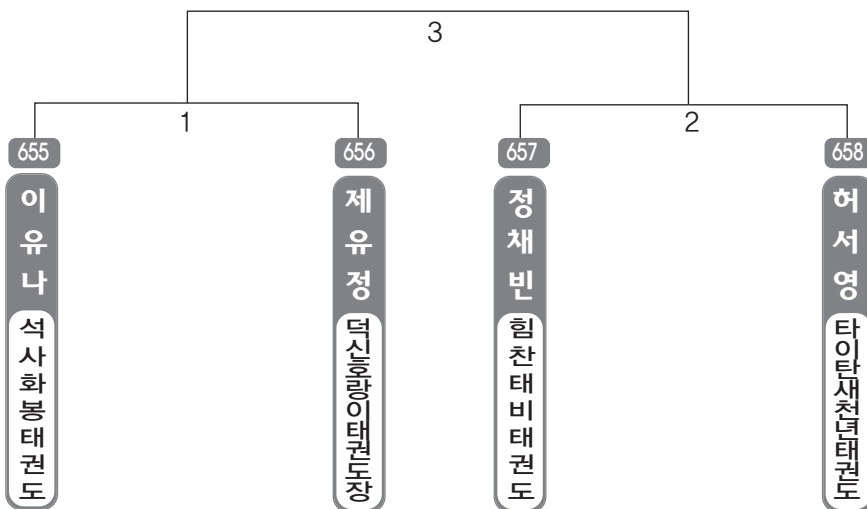 3
1
2
655
656
657
658
이유나
제유정
정채빈
허서영
석사화봉태권도
덕신호랑이태권도장
힘찬태비태권도
타이탄새천년태권도